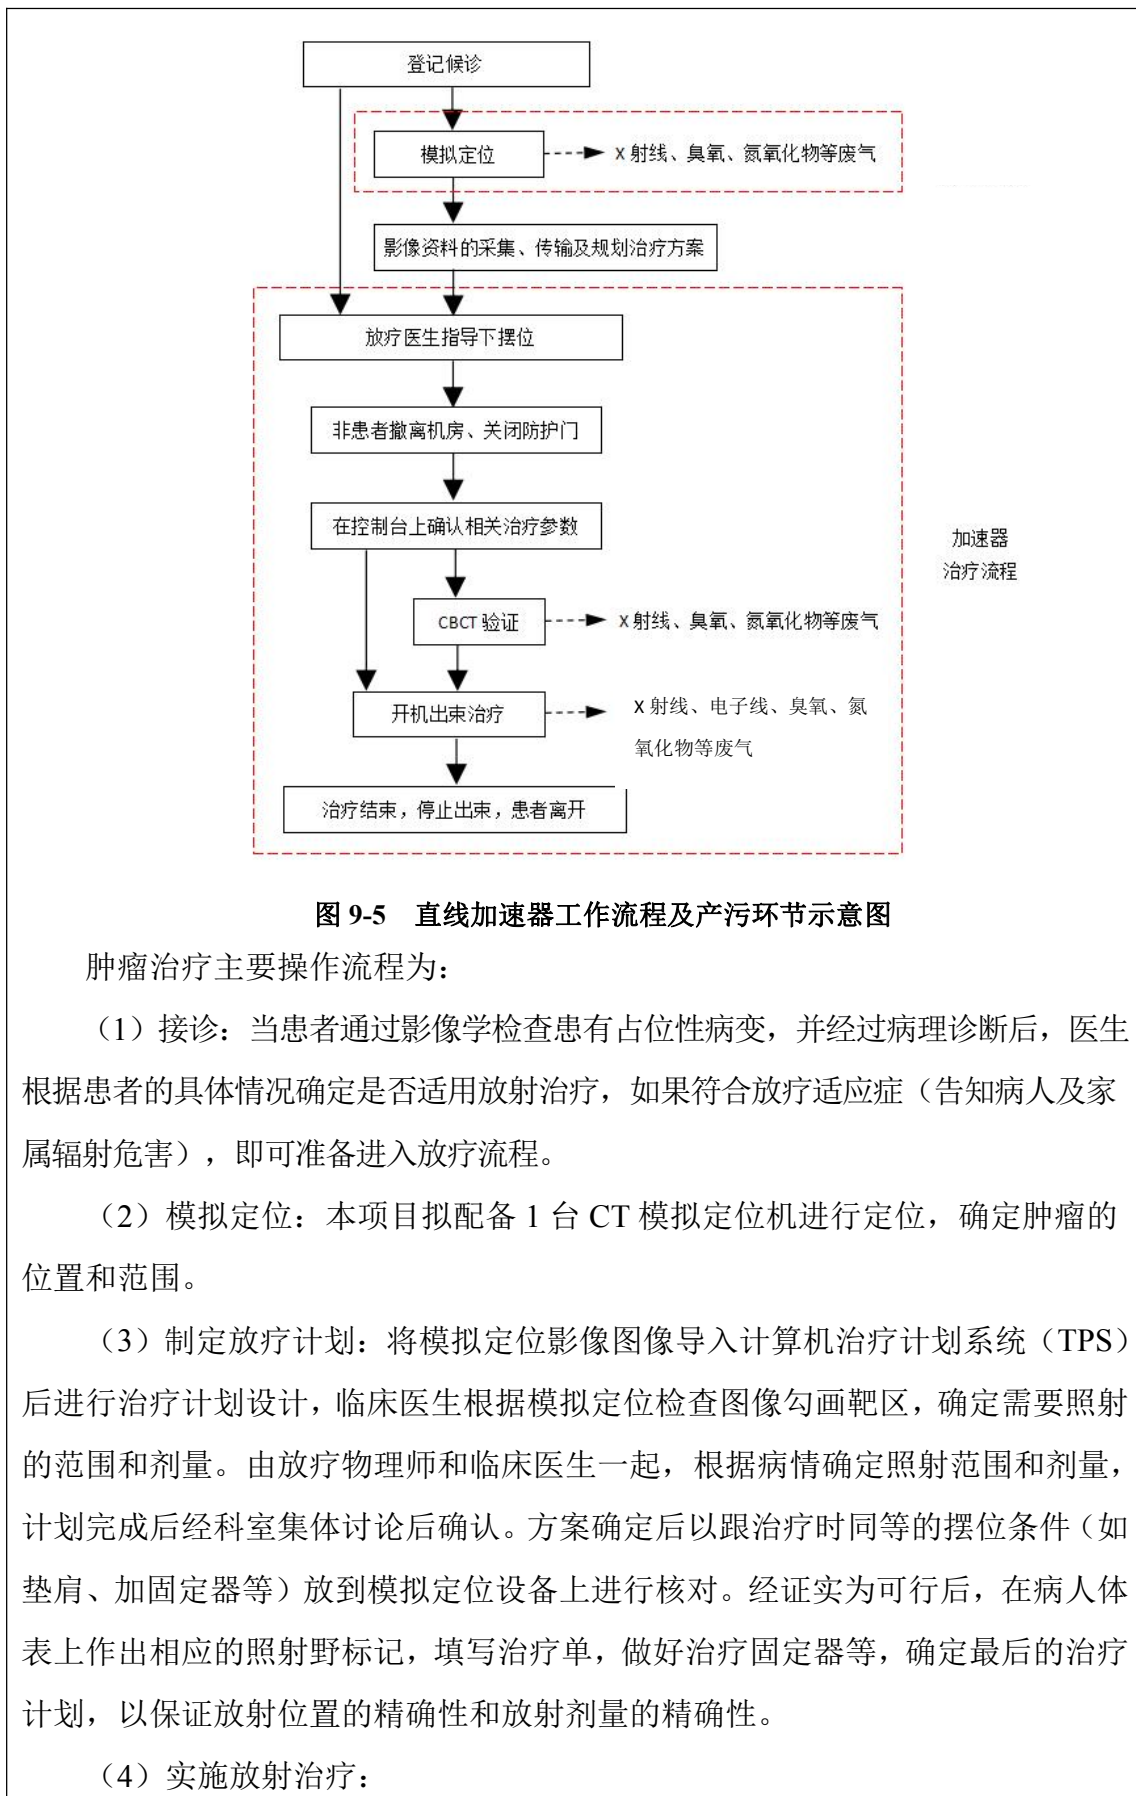 登记候诊
模拟定位
X 射线、臭氧、氮氧化物等废气
影像资料的采集、传输及规划治疗方案
放疗医生指导下摆位
非患者撤离机房、关闭防护门
在控制台上确认相关治疗参数
加速器
治疗流程
CBCT 验证
X 射线、臭氧、氮氧化物等废气
开机出束治疗
X 射线、电子线、臭氧、氮
氧化物等废气
治疗结束，停止出束，患者离开
图 9-5 直线加速器工作流程及产污环节示意图
肿瘤治疗主要操作流程为：
（1）接诊：当患者通过影像学检查患有占位性病变，并经过病理诊断后，医生
根据患者的具体情况确定是否适用放射治疗，如果符合放疗适应症（告知病人及家
属辐射危害），即可准备进入放疗流程。
（2）模拟定位：本项目拟配备 1 台 CT 模拟定位机进行定位，确定肿瘤的
位置和范围。
（3）制定放疗计划：将模拟定位影像图像导入计算机治疗计划系统（TPS）
后进行治疗计划设计，临床医生根据模拟定位检查图像勾画靶区，确定需要照射
的范围和剂量。由放疗物理师和临床医生一起，根据病情确定照射范围和剂量，
计划完成后经科室集体讨论后确认。方案确定后以跟治疗时同等的摆位条件（如
垫肩、加固定器等）放到模拟定位设备上进行核对。经证实为可行后，在病人体
表上作出相应的照射野标记，填写治疗单，做好治疗固定器等，确定最后的治疗
计划，以保证放射位置的精确性和放射剂量的精确性。
（4）实施放射治疗：